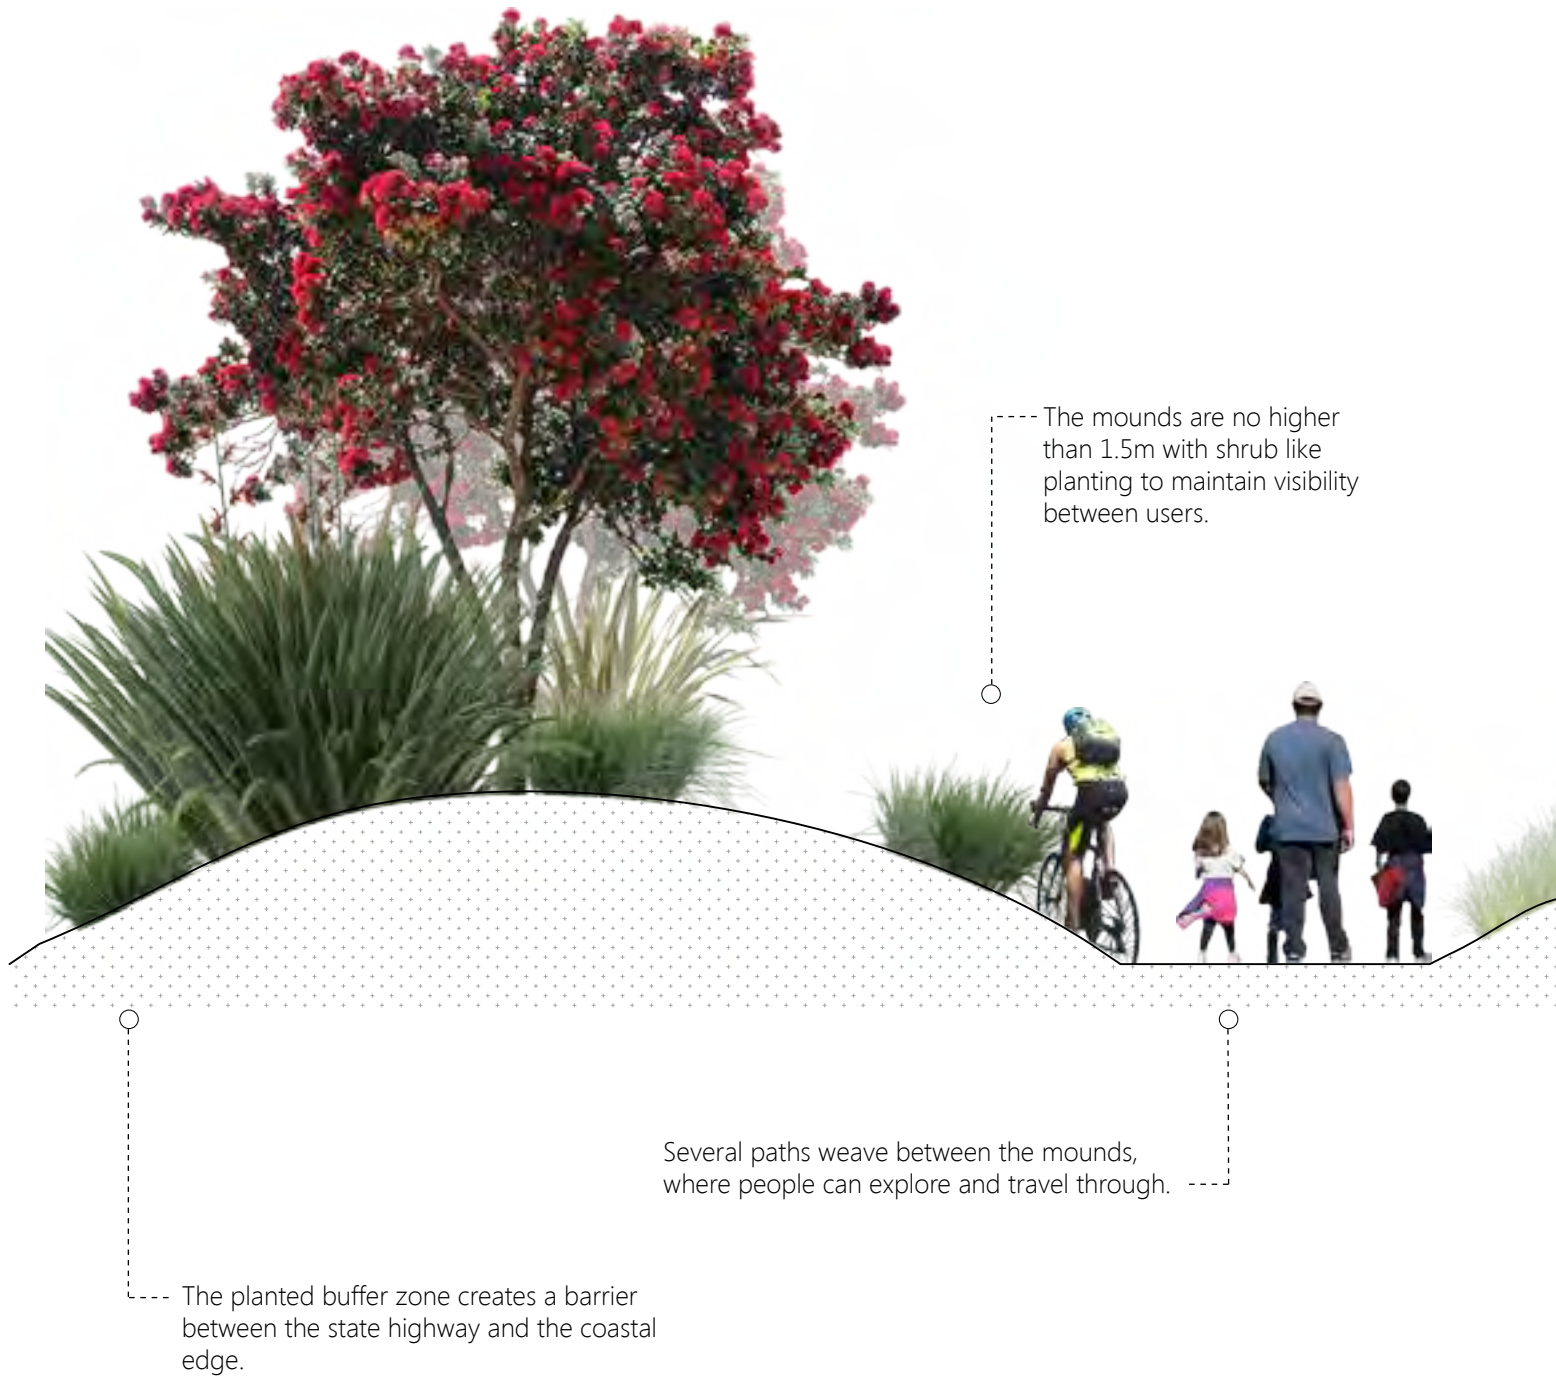 The mounds are no higher
than 1.5m with shrub like
planting to maintain visibility
between users.
Several paths weave between the mounds,
where people can explore and travel through.
The planted buffer zone creates a barrier
between the state highway and the coastal
edge.